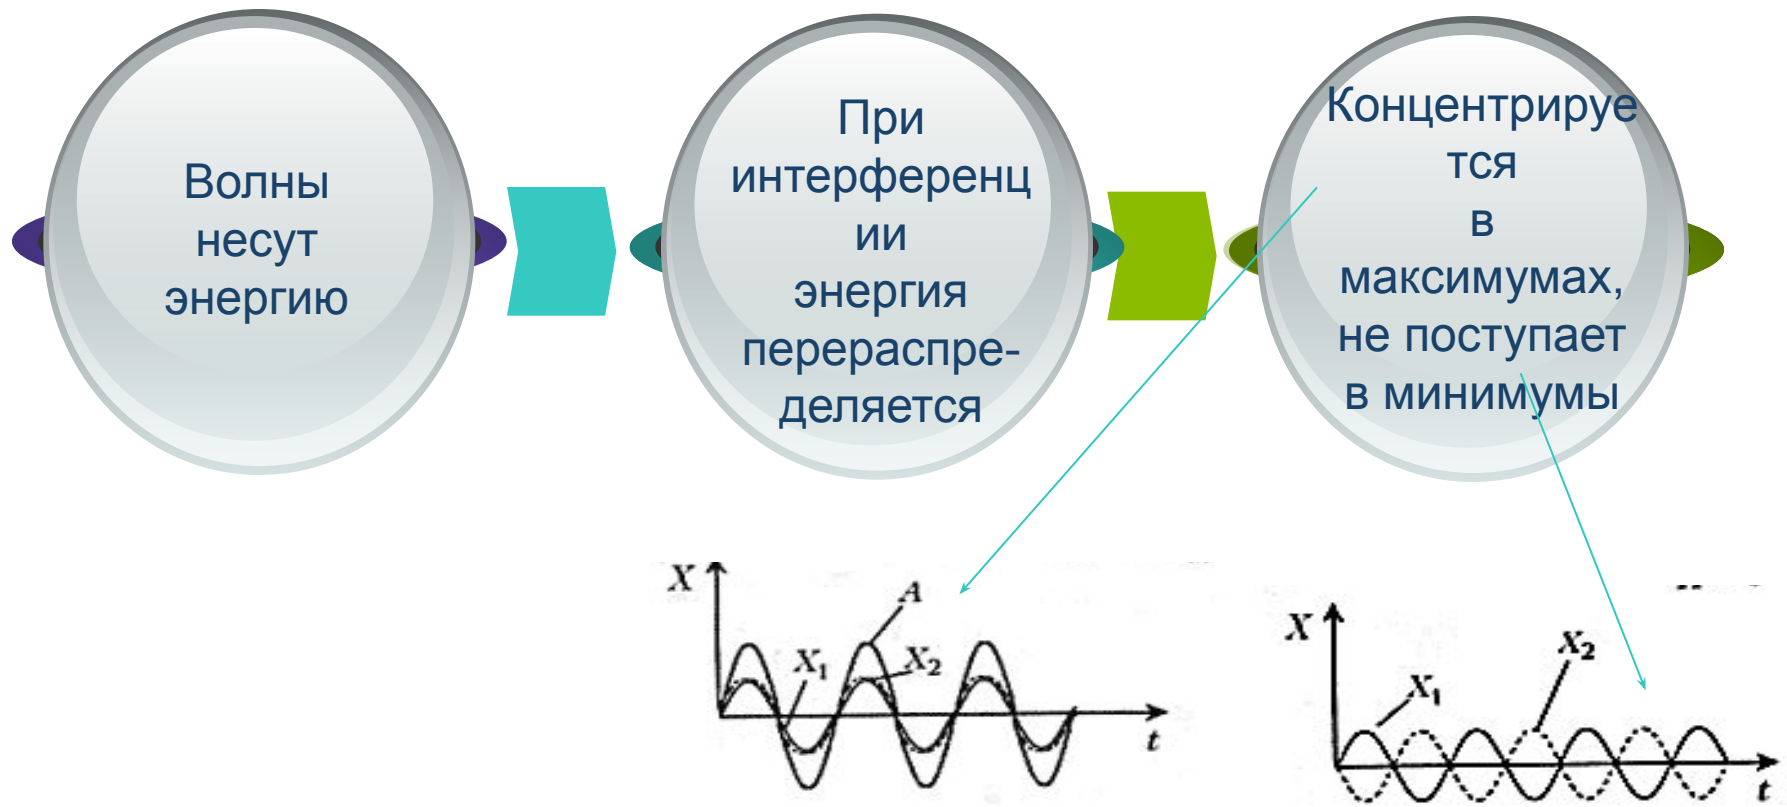 Волны
несут
энергию
При
интерференц
ии
энергия
перераспре-
деляется
Концентрируе
тся
в
максимумах,
не поступает
в минимумы
X
A
X₁
X₂
t
X
X₁
X₂
t